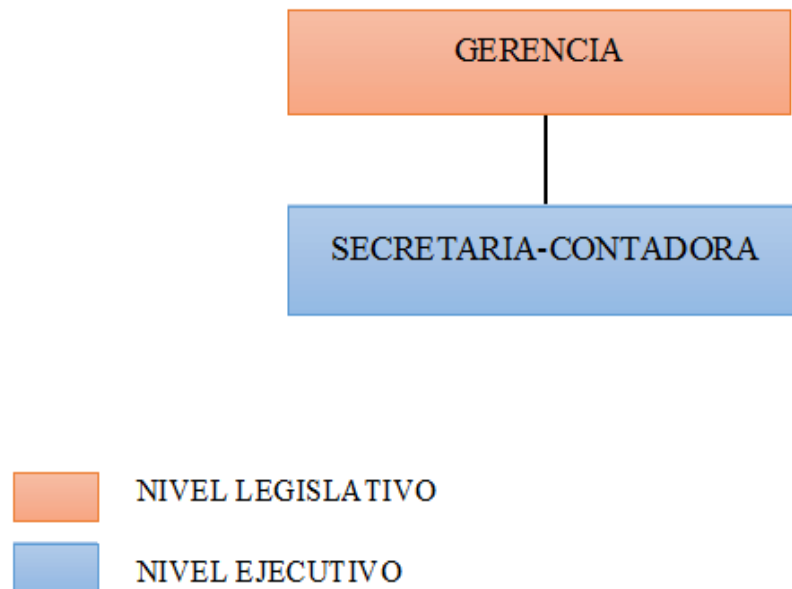 GERENCIA
SECRETARIA-CONTADORA
NIVEL LEGISLATIVO
NIVEL EJECUTIVO